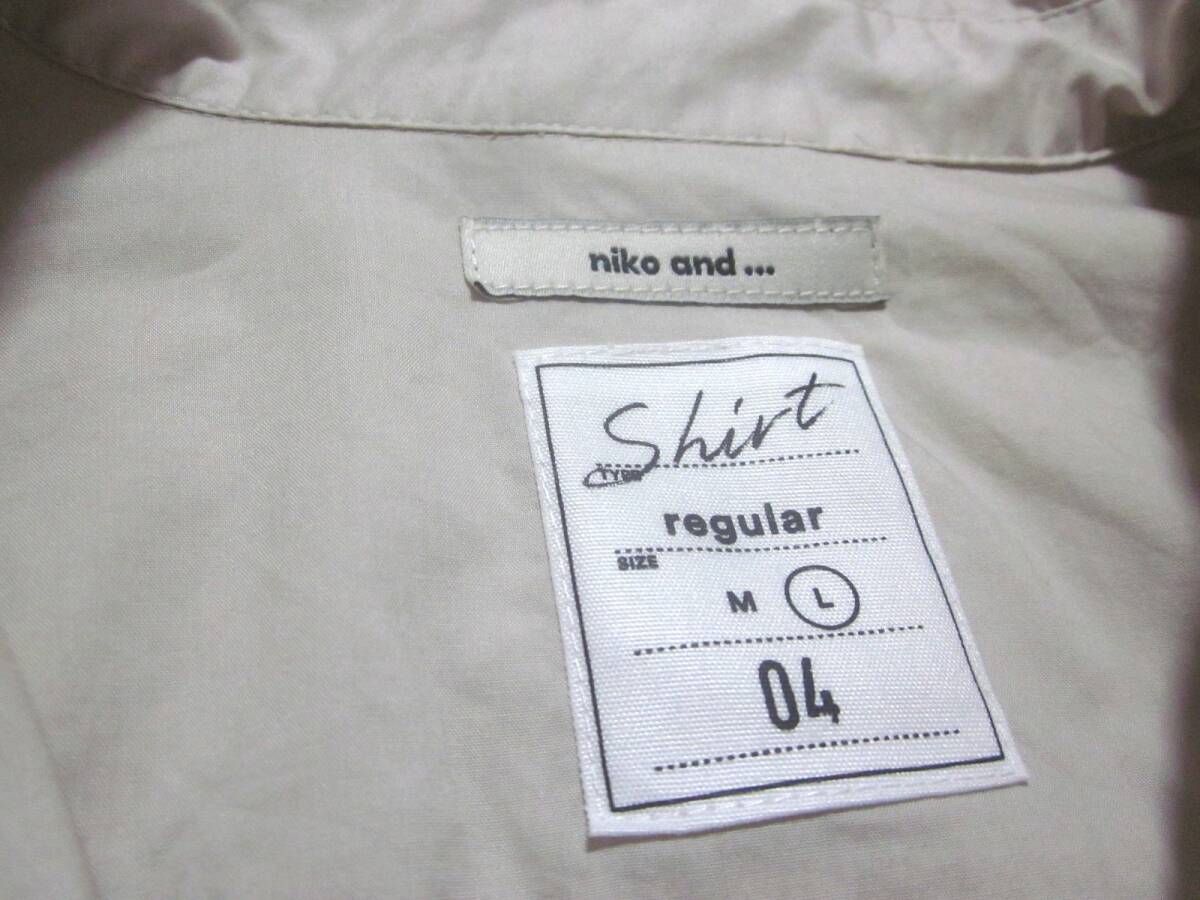 niko and ...
Shirt
TYPE
regular
SIZE
M L
04